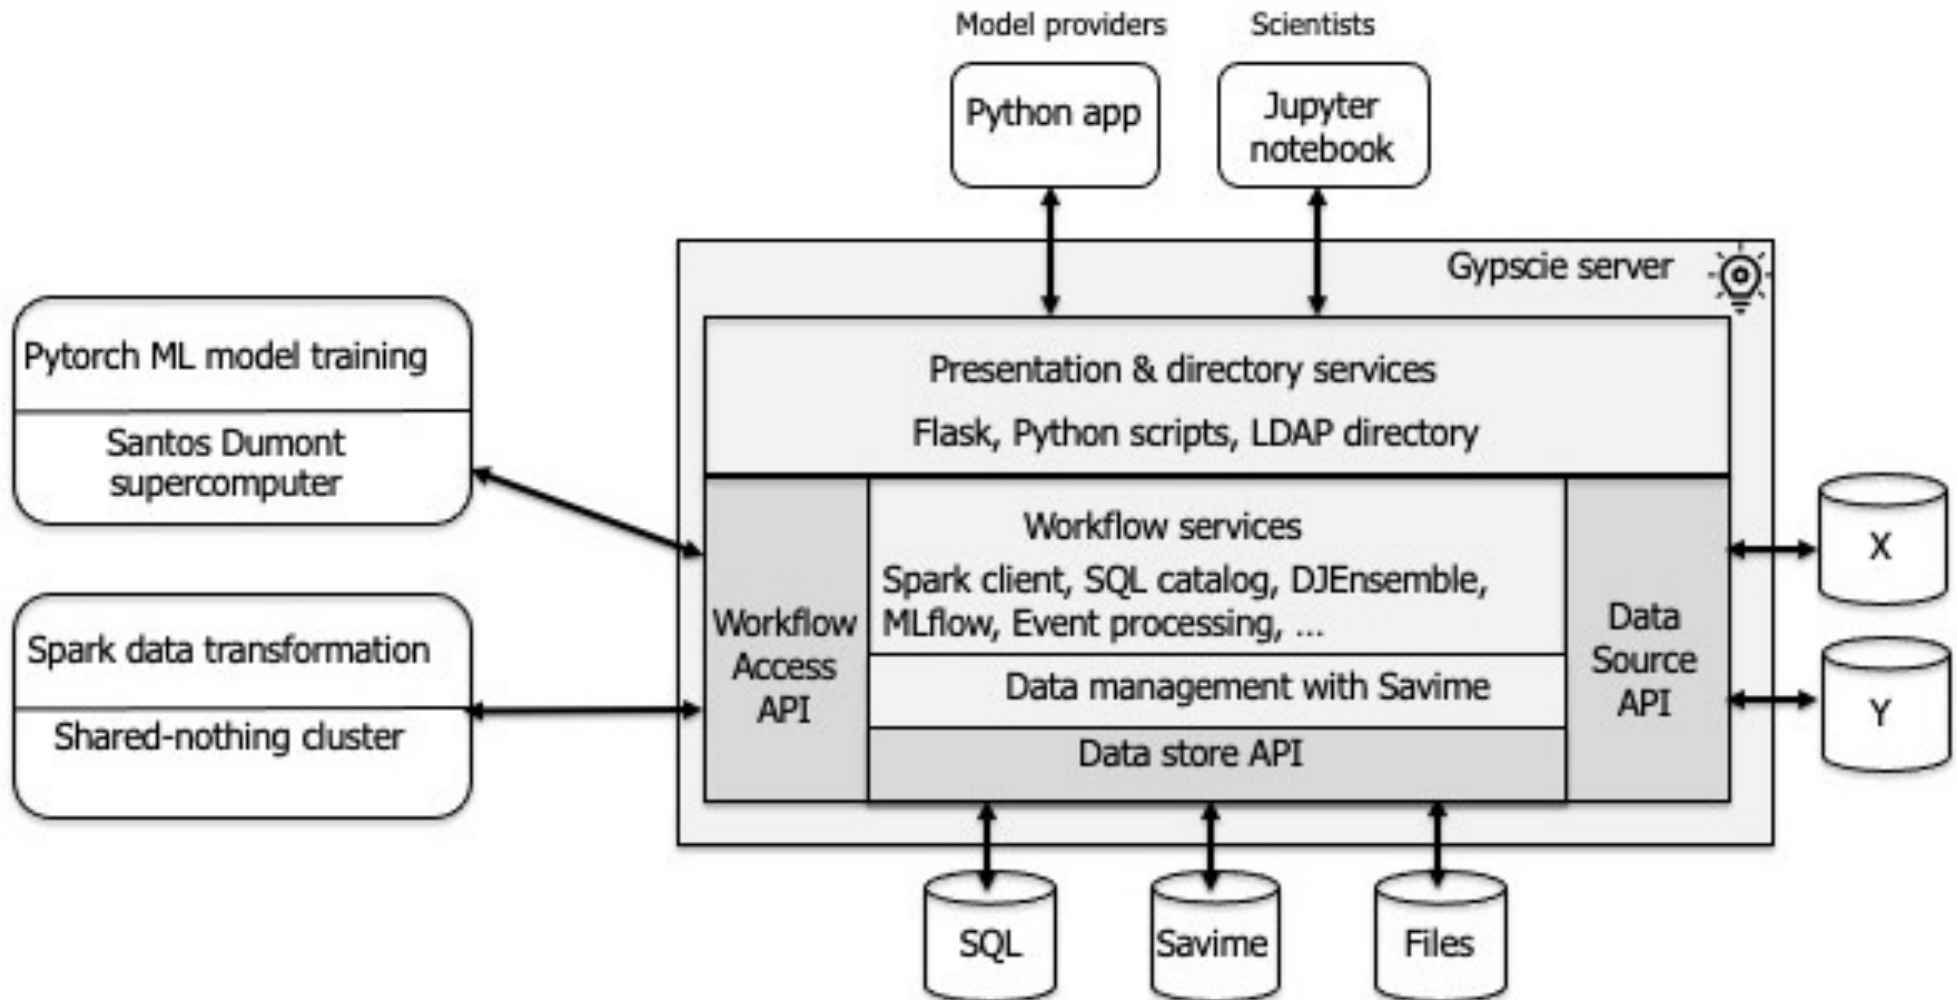 Model providers
Scientists
Python app
Jupyter
notebook
Gypscie server
Pytorch ML model training
Santos Dumont
supercomputer
Spark data transformation
Shared-nothing cluster
Presentation & directory services
Flask, Python scripts, LDAP directory
Workflow
Access
API
Workflow services
Spark client, SQL catalog, DJEnsemble,
MLflow, Event processing, ...
Data management with Savime
Data store API
Data
Source
API
X
Y
SQL
Savime
Files